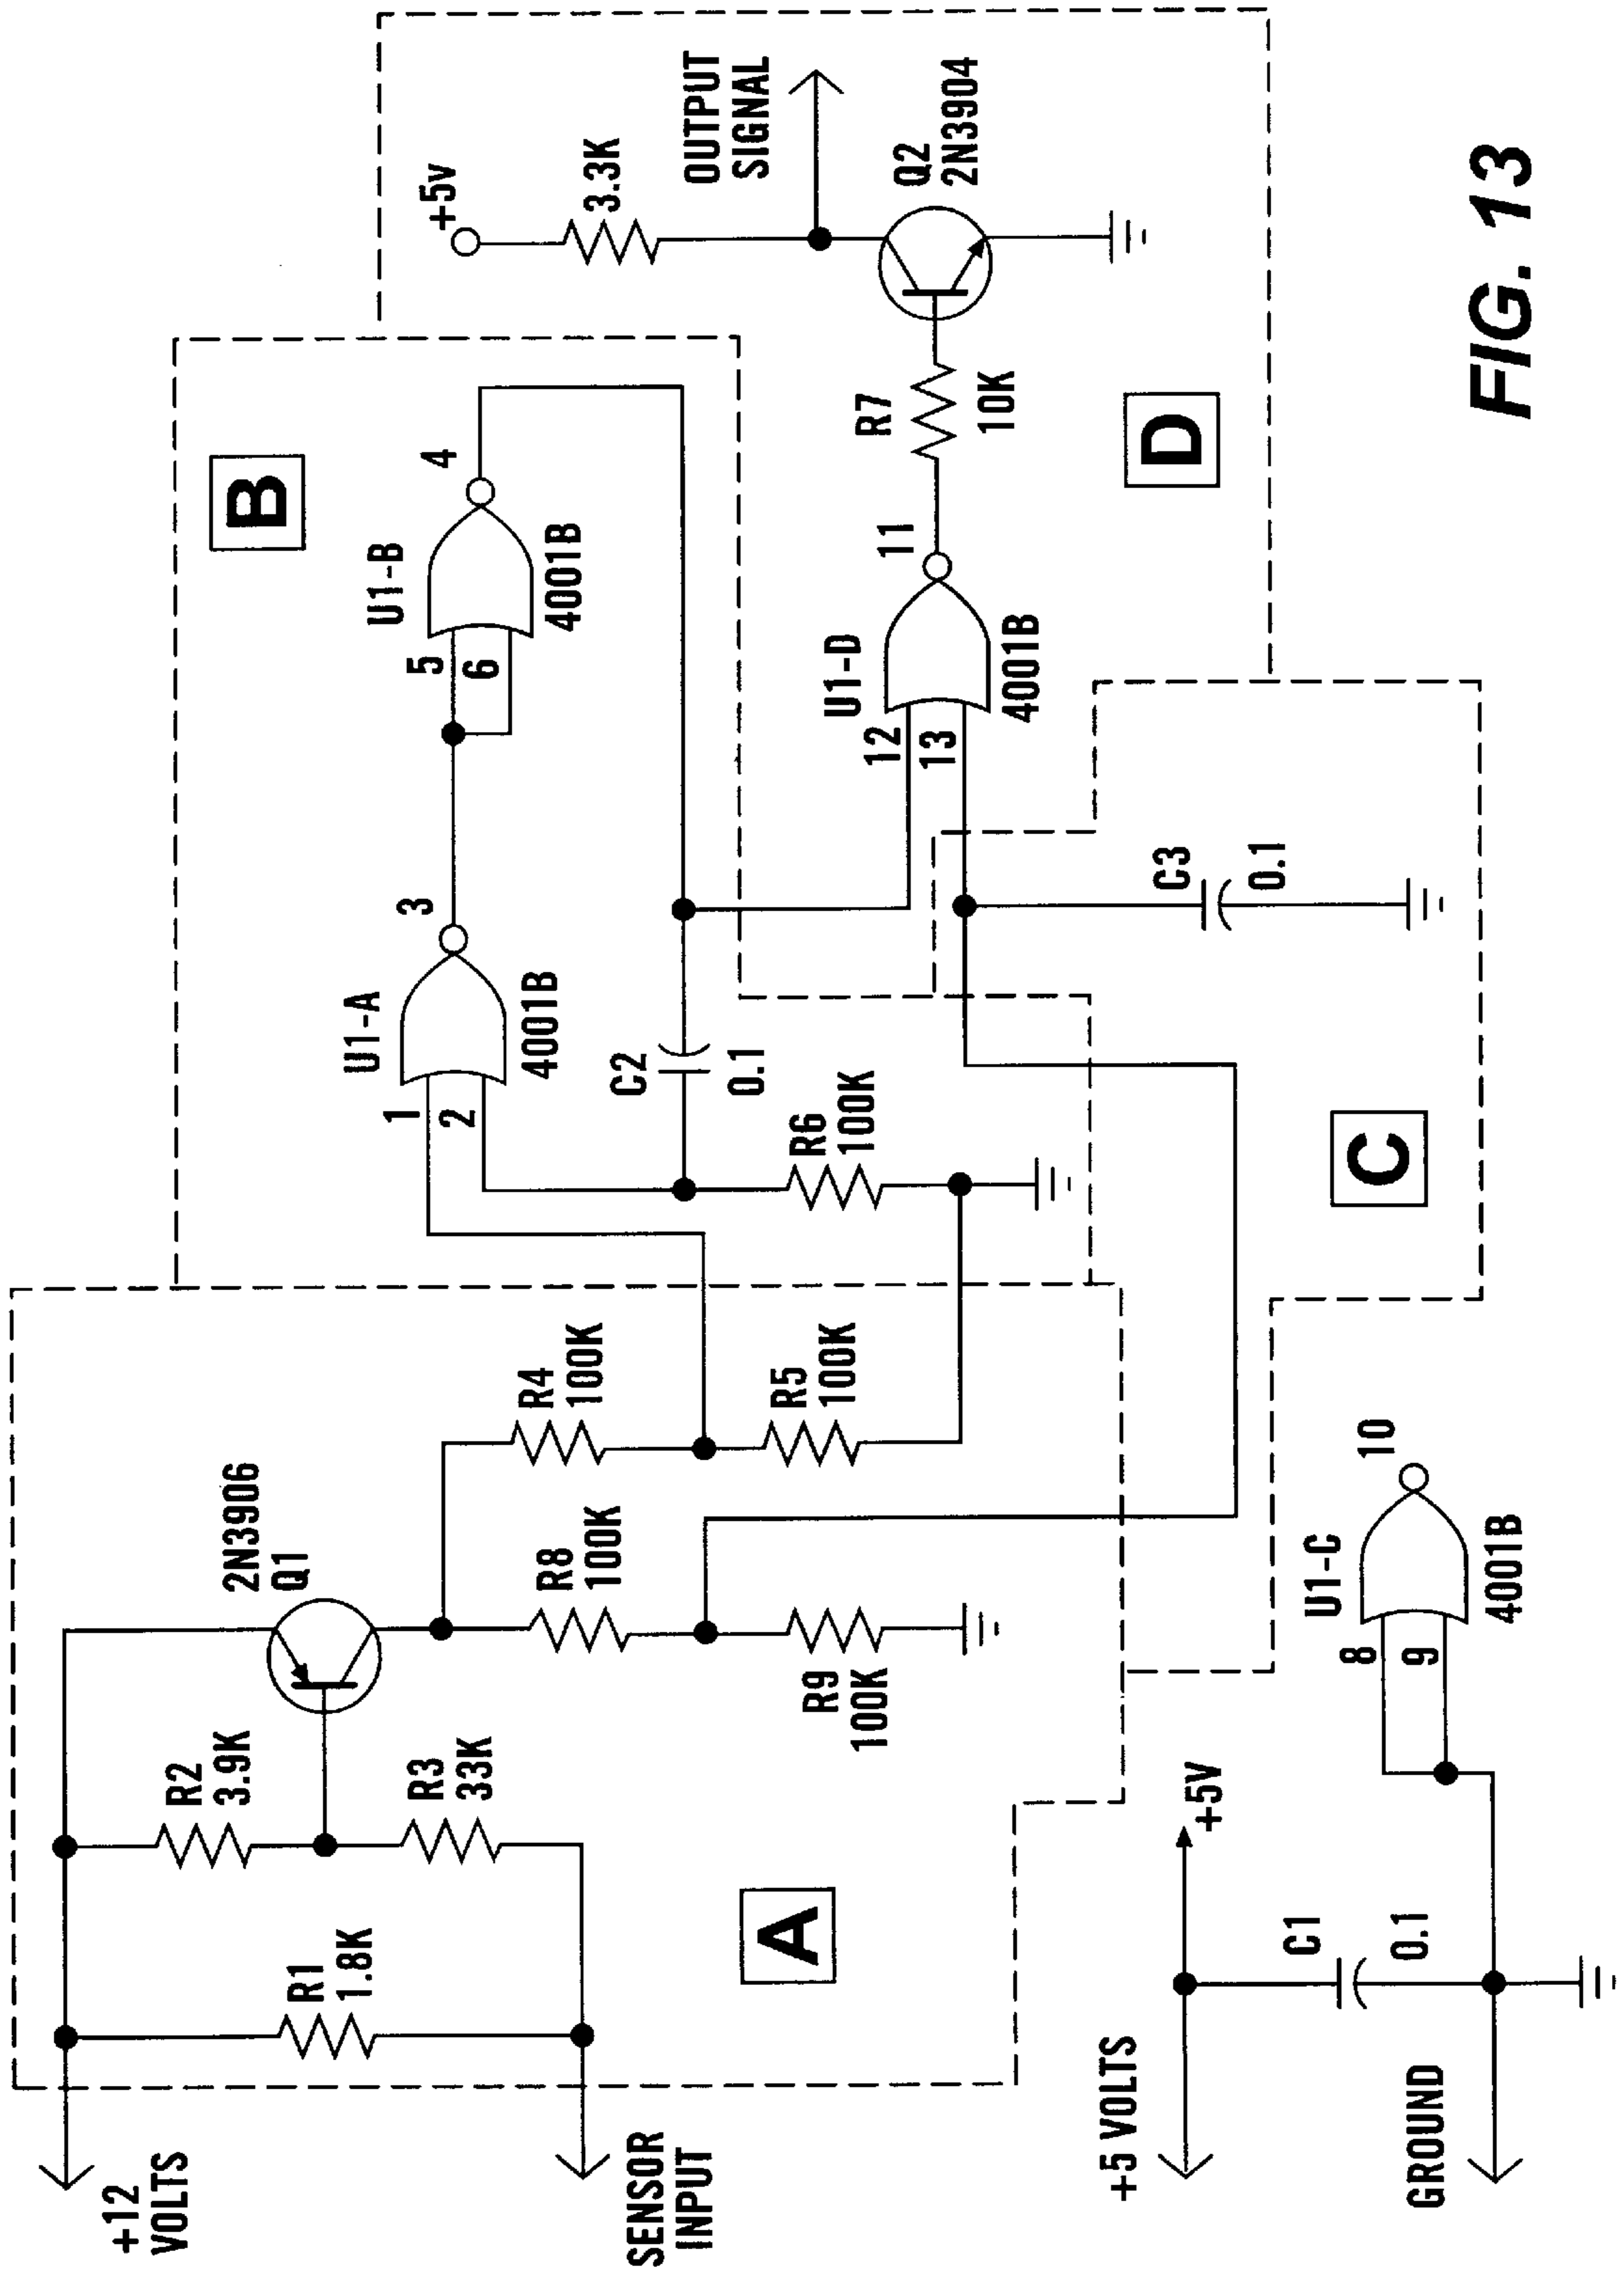 +12
VOLTS
SENSOR
INPUT
R1
1.8K
R2
3.9K
R3
33K
2N3906
Q1
R8
100K
R9
100K
R4
100K
R5
100K
A
1
2
U1-A
4001B
3
5
6
U1-B
4001B
4
B
C2
0.1
R6
100K
12
13
U1-D
4001B
11
R7
10K
Q2
2N3904
+5v
3.3K
OUTPUT
SIGNAL
D
C3
0.1
C
+5 VOLTS
+5V
C1
0.1
GROUND
8
9
U1-C
4001B
10
FIG. 13